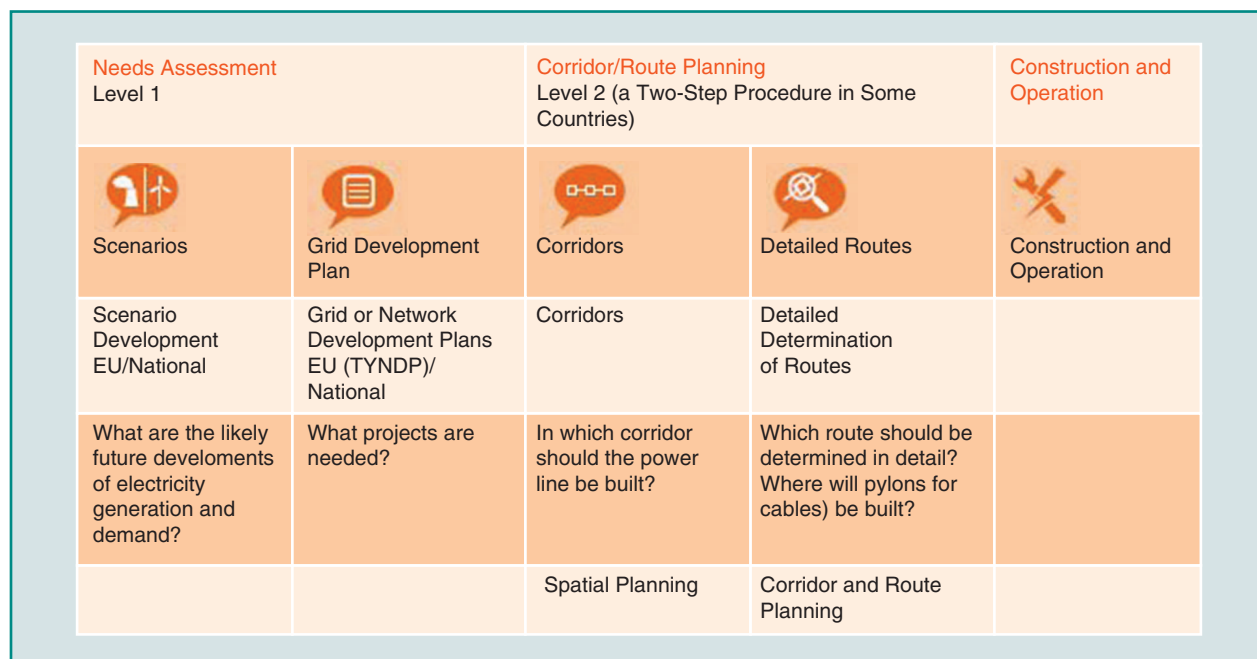 Needs Assessment
Level 1
Corridor/Route Planning
Level 2 (a Two-Step Procedure in Some
Countries)
Construction and
Operation
Scenarios
Grid Development
Plan
Corridors
Detailed Routes
Construction and
Operation
Scenario
Development
EU/National
Grid or Network
Development Plans
EU (TYNDP)/
National
Corridors
Detailed
Determination
of Routes
What are the likely
future develoments
of electricity
generation and
demand?
What projects are
needed?
In which corridor
should the power
line be built?
Which route should be
determined in detail?
Where will pylons for
cables) be built?
Spatial Planning
Corridor and Route
Planning